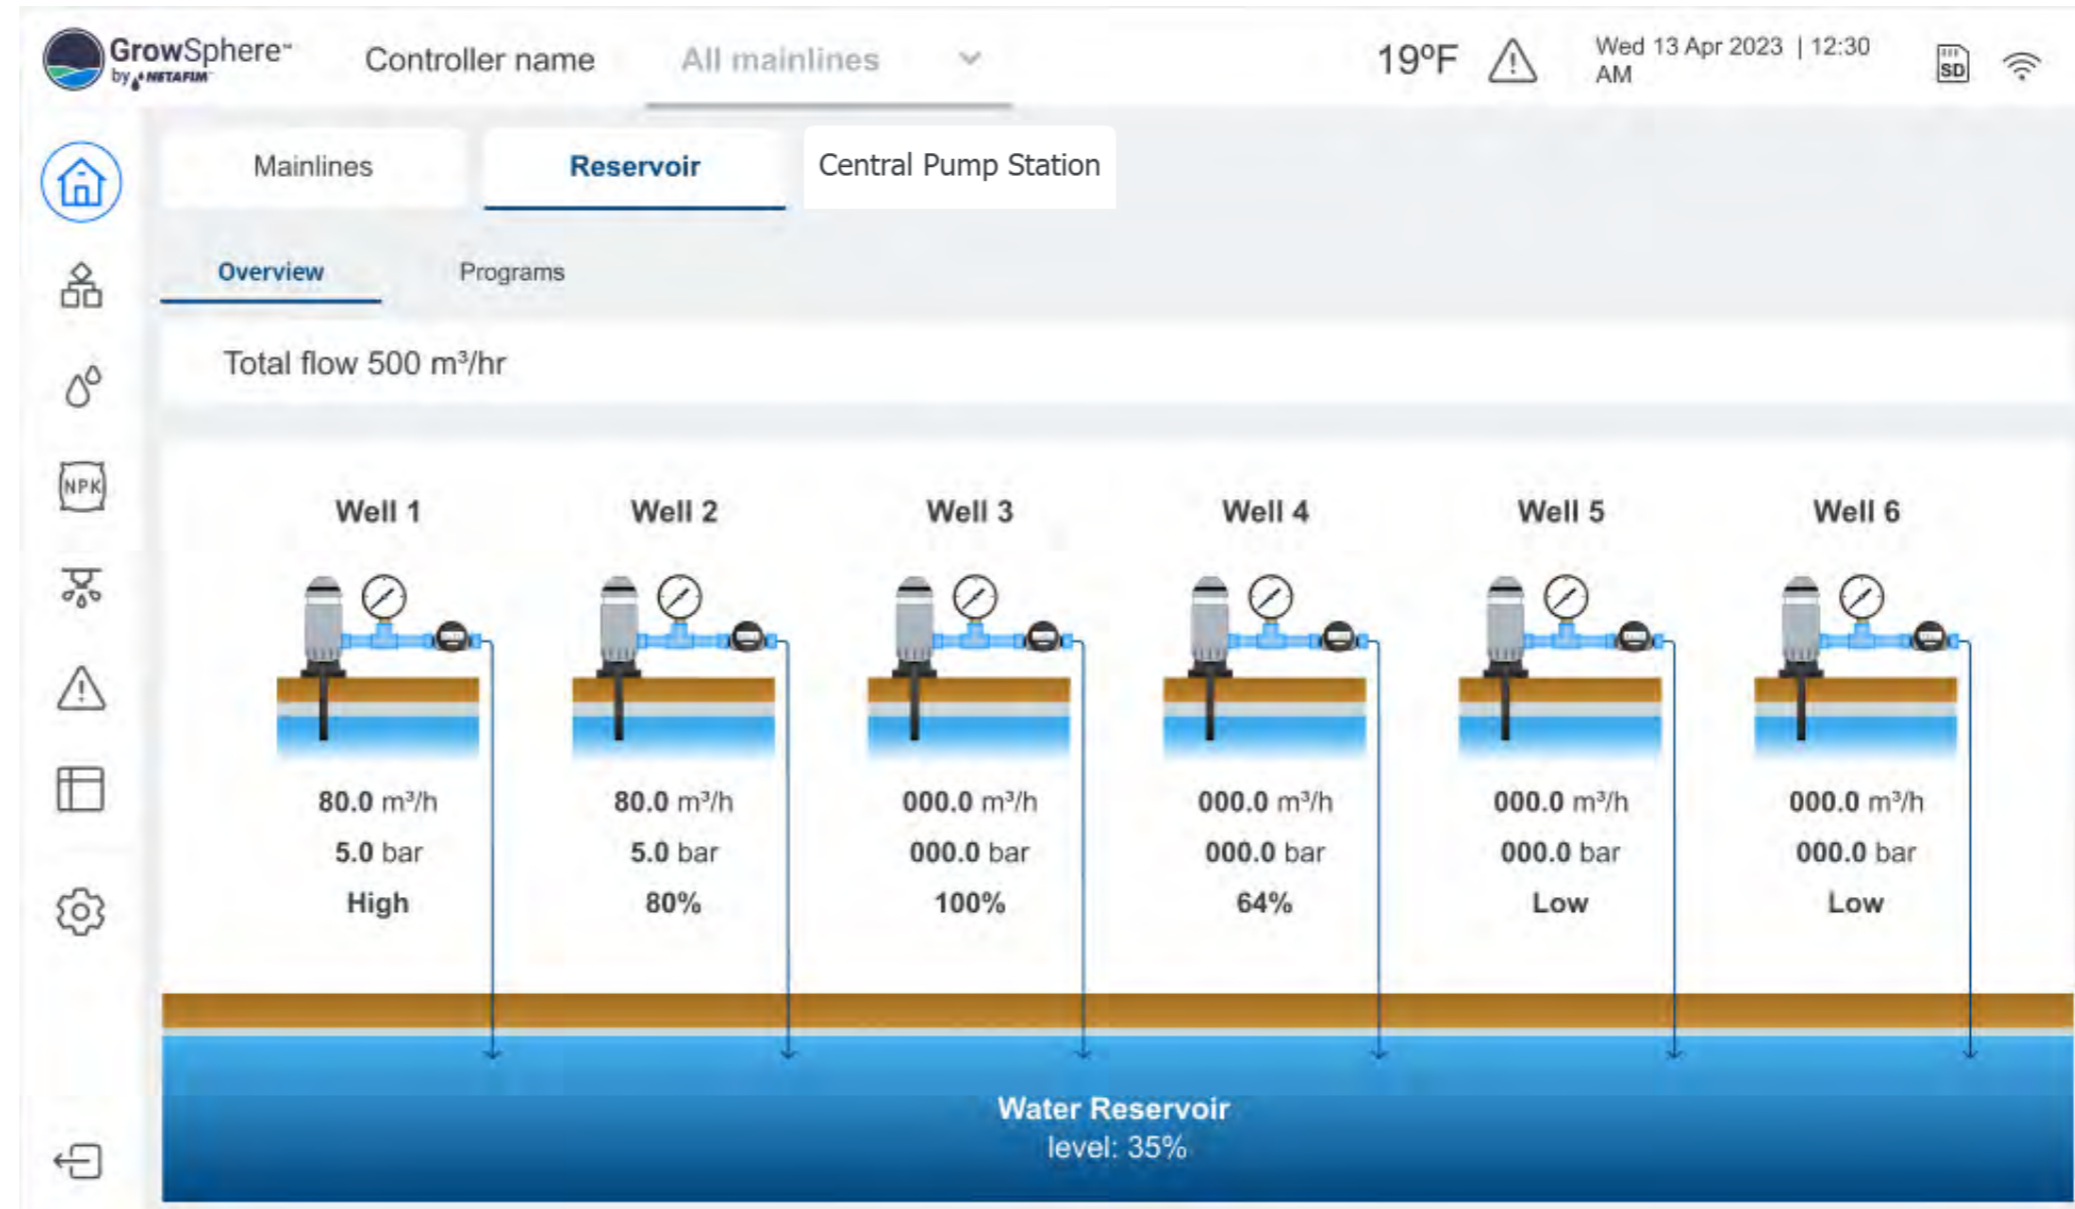 GrowSphere™
by NETAFIM™
Controller name
All mainlines
19ºF
Wed 13 Apr 2023 | 12:30
AM
SD
Mainlines
Reservoir
Central Pump Station
Overview
Programs
Total flow 500 m³/hr
NPK
Well 1
Well 2
Well 3
Well 4
Well 5
Well 6
80.0 m³/h
80.0 m³/h
000.0 m³/h
000.0 m³/h
000.0 m³/h
000.0 m³/h
5.0 bar
5.0 bar
000.0 bar
000.0 bar
000.0 bar
000.0 bar
High
80%
100%
64%
Low
Low
Water Reservoir
level: 35%